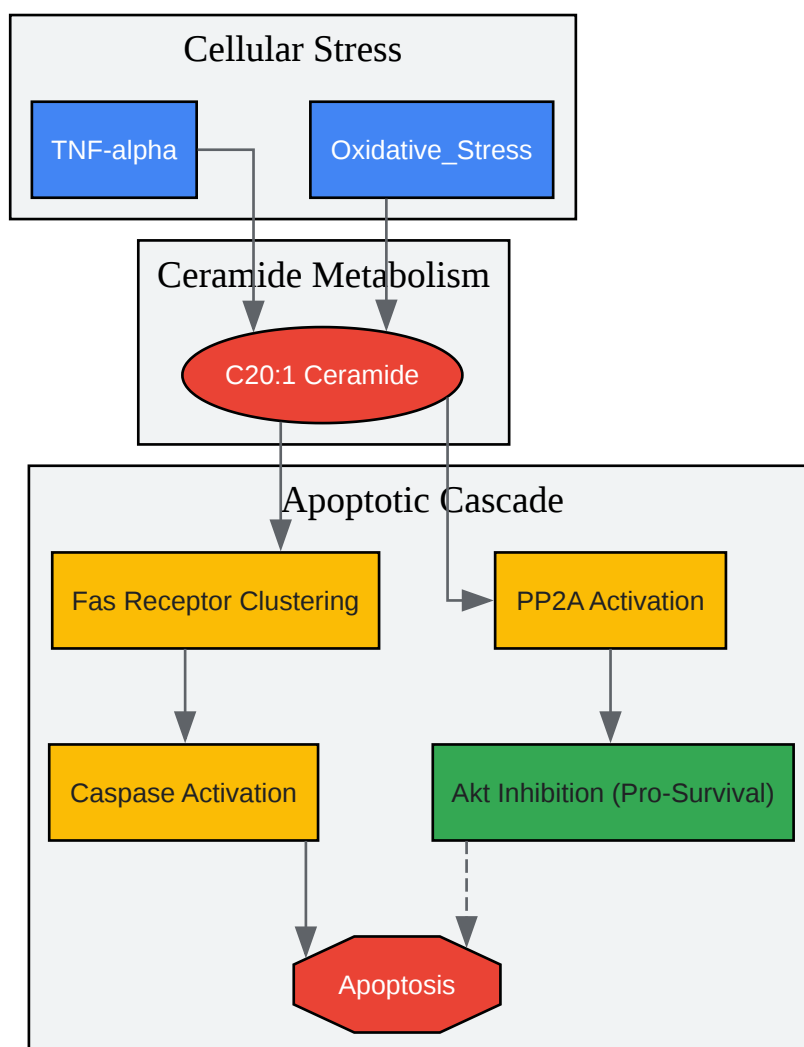 Cellular Stress
TNF-alpha
Oxidative_Stress
Ceramide Metabolism
C20:1 Ceramide
Apoptotic Cascade
Fas Receptor Clustering
PP2A Activation
Caspase Activation
Akt Inhibition (Pro-Survival)
Apoptosis